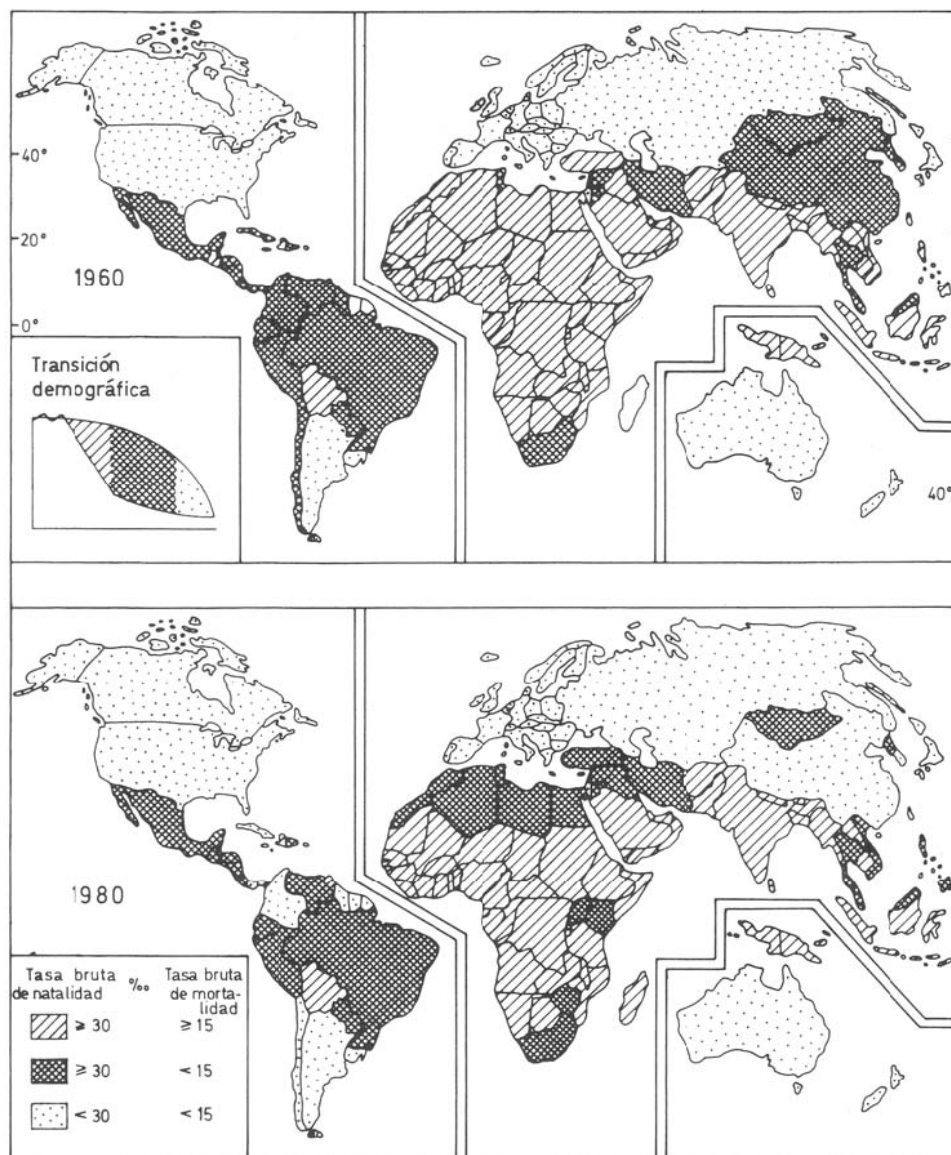 40°
20°
1960
0°
Transición
demográfica
40°
1980
Tasa bruta ‰ Tasa bruta
de natalidad de morta-
lidad
≥ 30 ≥ 15
≥ 30 < 15
< 30 < 15